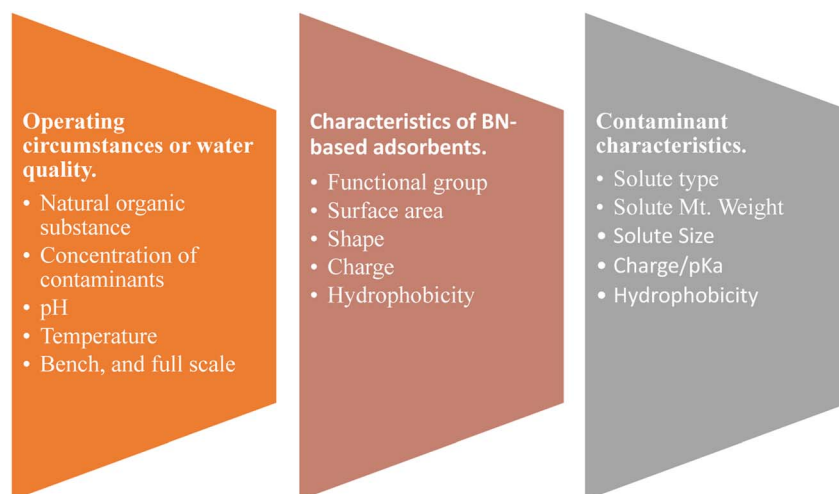 Operating
circumstances or water
quality.
• Natural organic
substance
• Concentration of
contaminants
• pH
• Temperature
• Bench, and full scale
Characteristics of BN-
based adsorbents.
• Functional group
• Surface area
• Shape
• Charge
• Hydrophobicity
Contaminant
characteristics.
• Solute type
• Solute Mt. Weight
• Solute Size
• Charge/pKa
• Hydrophobicity